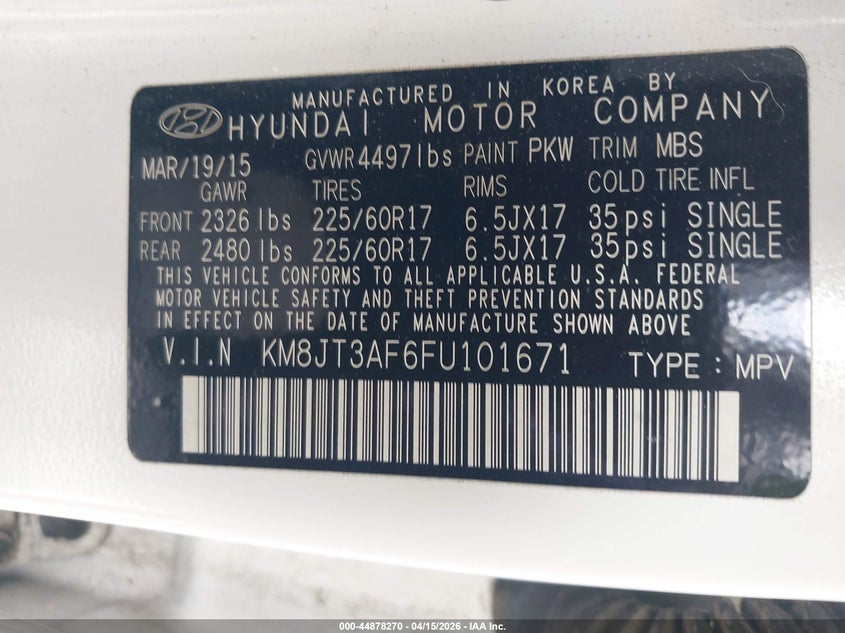 MANUFACTURED IN KOREA BY
HYUNDAI MOTOR COMPANY
MAR/19/15 GVWR 4497lbs PAINT PKW TRIM MBS
GAWR TIRES RIMS COLD TIRE INFL
FRONT 2326 lbs 225/60R17 6.5JX17 35psi SINGLE
REAR 2480 lbs 225/60R17 6.5JX17 35psi SINGLE
THIS VEHICLE CONFORMS TO ALL APPLICABLE U.S.A. FEDERAL
MOTOR VEHICLE SAFETY AND THEFT PREVENTION STANDARDS
IN EFFECT ON THE DATE OF MANUFACTURE SHOWN ABOVE
V.I.N KM8JT3AF6FU101671 TYPE : MPV
000-44878270 - 04/15/2026 - IAA Inc.